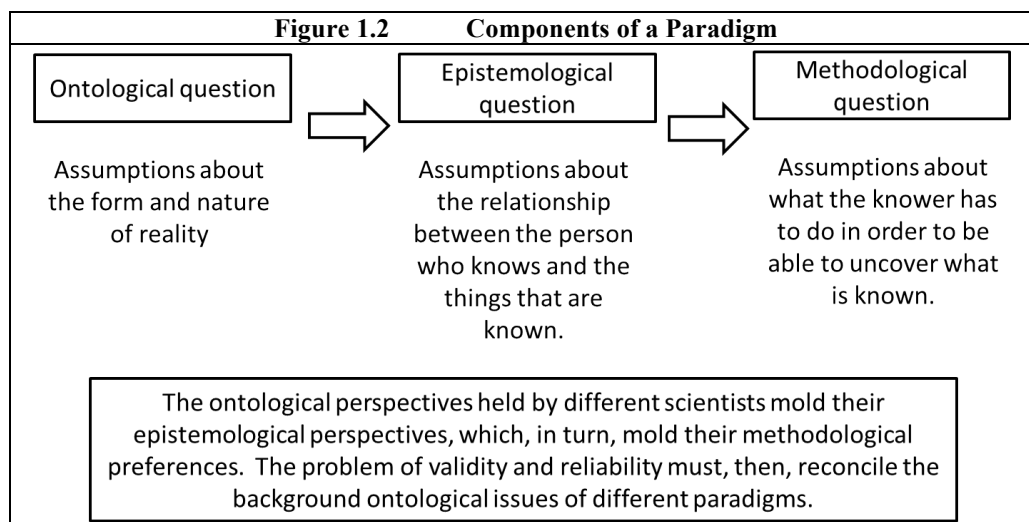 Figure 1.2 Components of a Paradigm
Ontological question
Epistemological
question
Methodological
question
Assumptions about
the form and nature
of reality
Assumptions about
the relationship
between the person
who knows and the
things that are
known.
Assumptions about
what the knower has
to do in order to be
able to uncover what
is known.
The ontological perspectives held by different scientists mold their
epistemological perspectives, which, in turn, mold their methodological
preferences.  The problem of validity and reliability must, then, reconcile the
background ontological issues of different paradigms.